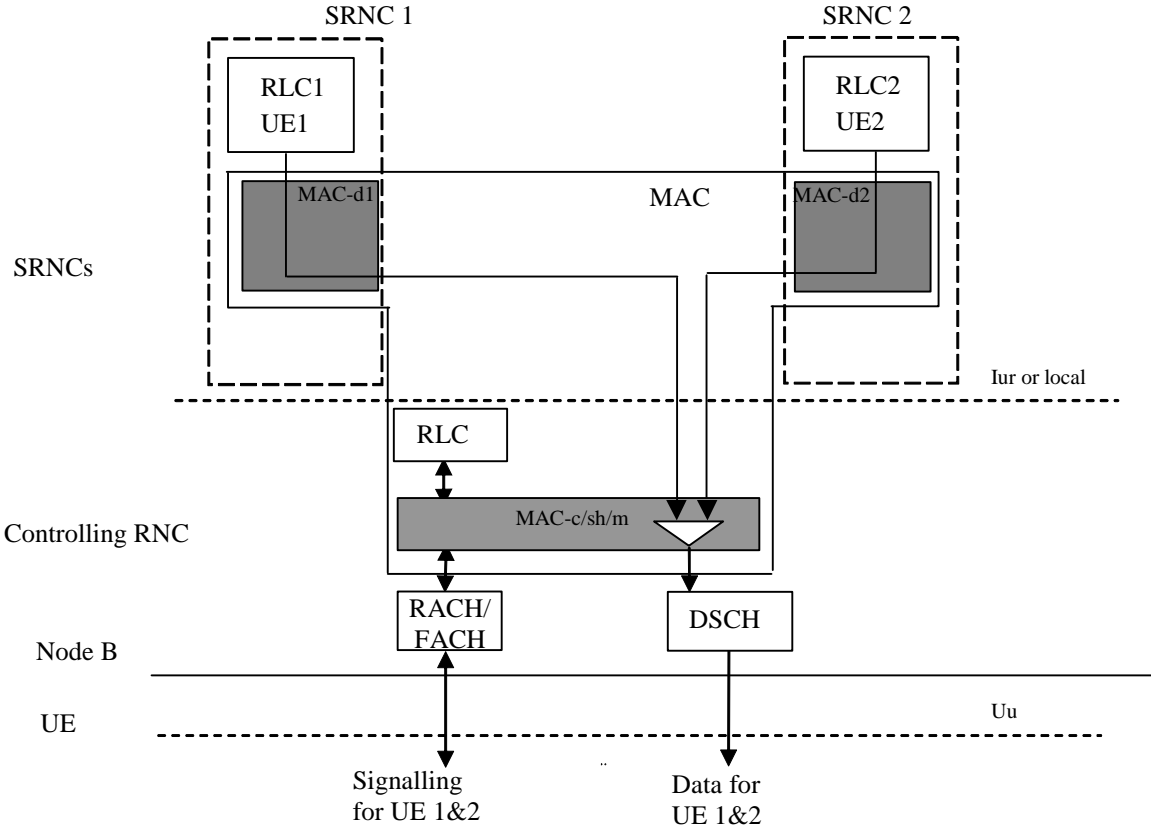 SRNC 1
SRNC 2
RLC1
UE1
RLC2
UE2
MAC-d1
MAC
MAC-d2
SRNCs
Iur or local
RLC
MAC-c/sh/m
Controlling RNC
RACH/
FACH
DSCH
Node B
UE
Uu
Signalling
for UE 1&2
..
Data for
UE 1&2